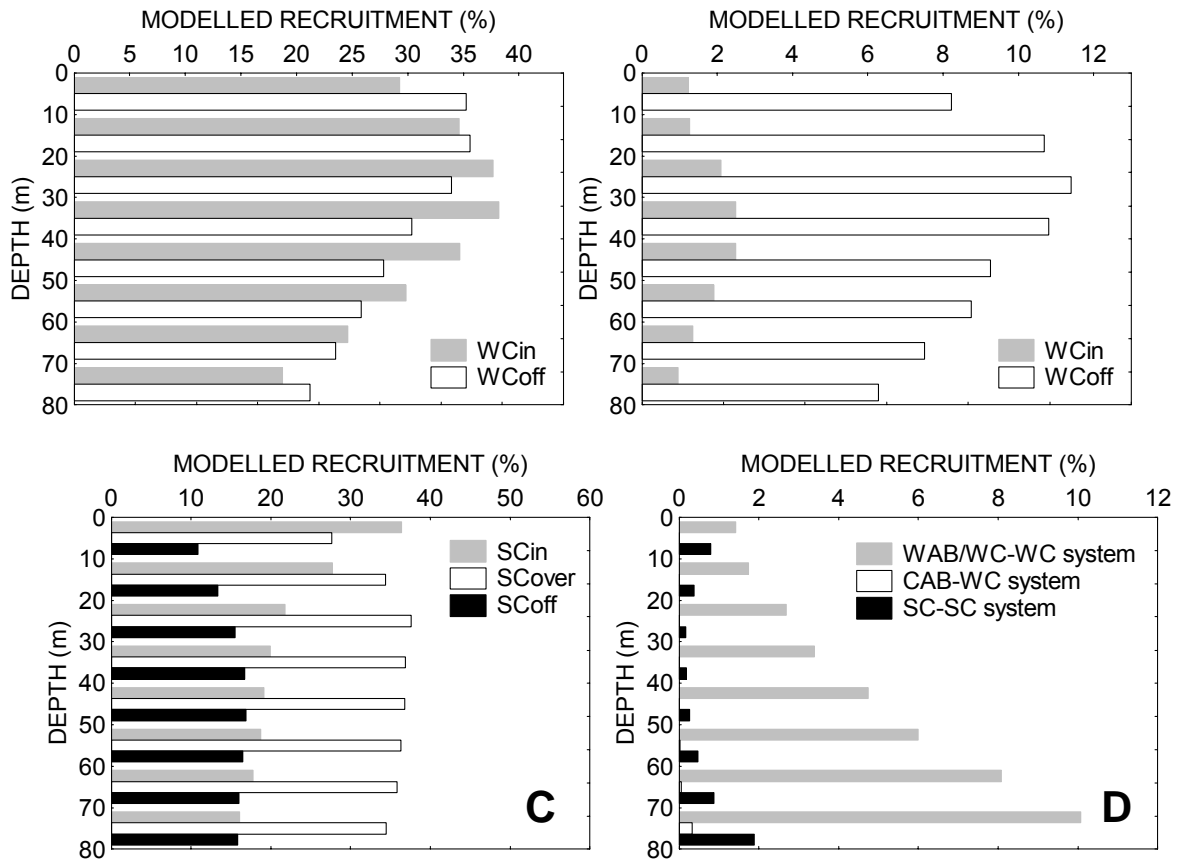 MODELLED RECRUITMENT (%)
0 5 10 15 20 25 30 35 40
DEPTH (m)
0
10
20
30
40
50
60
70
80
WCin
WCoff
MODELLED RECRUITMENT (%)
0 2 4 6 8 10 12
DEPTH (m)
0
10
20
30
40
50
60
70
80
WCin
WCoff
MODELLED RECRUITMENT (%)
0 10 20 30 40 50 60
DEPTH (m)
0
10
20
30
40
50
60
70
80
SCin
SCover
SCoff
C
MODELLED RECRUITMENT (%)
0 2 4 6 8 10 12
DEPTH (m)
0
10
20
30
40
50
60
70
80
WAB/WC-WC system
CAB-WC system
SC-SC system
D